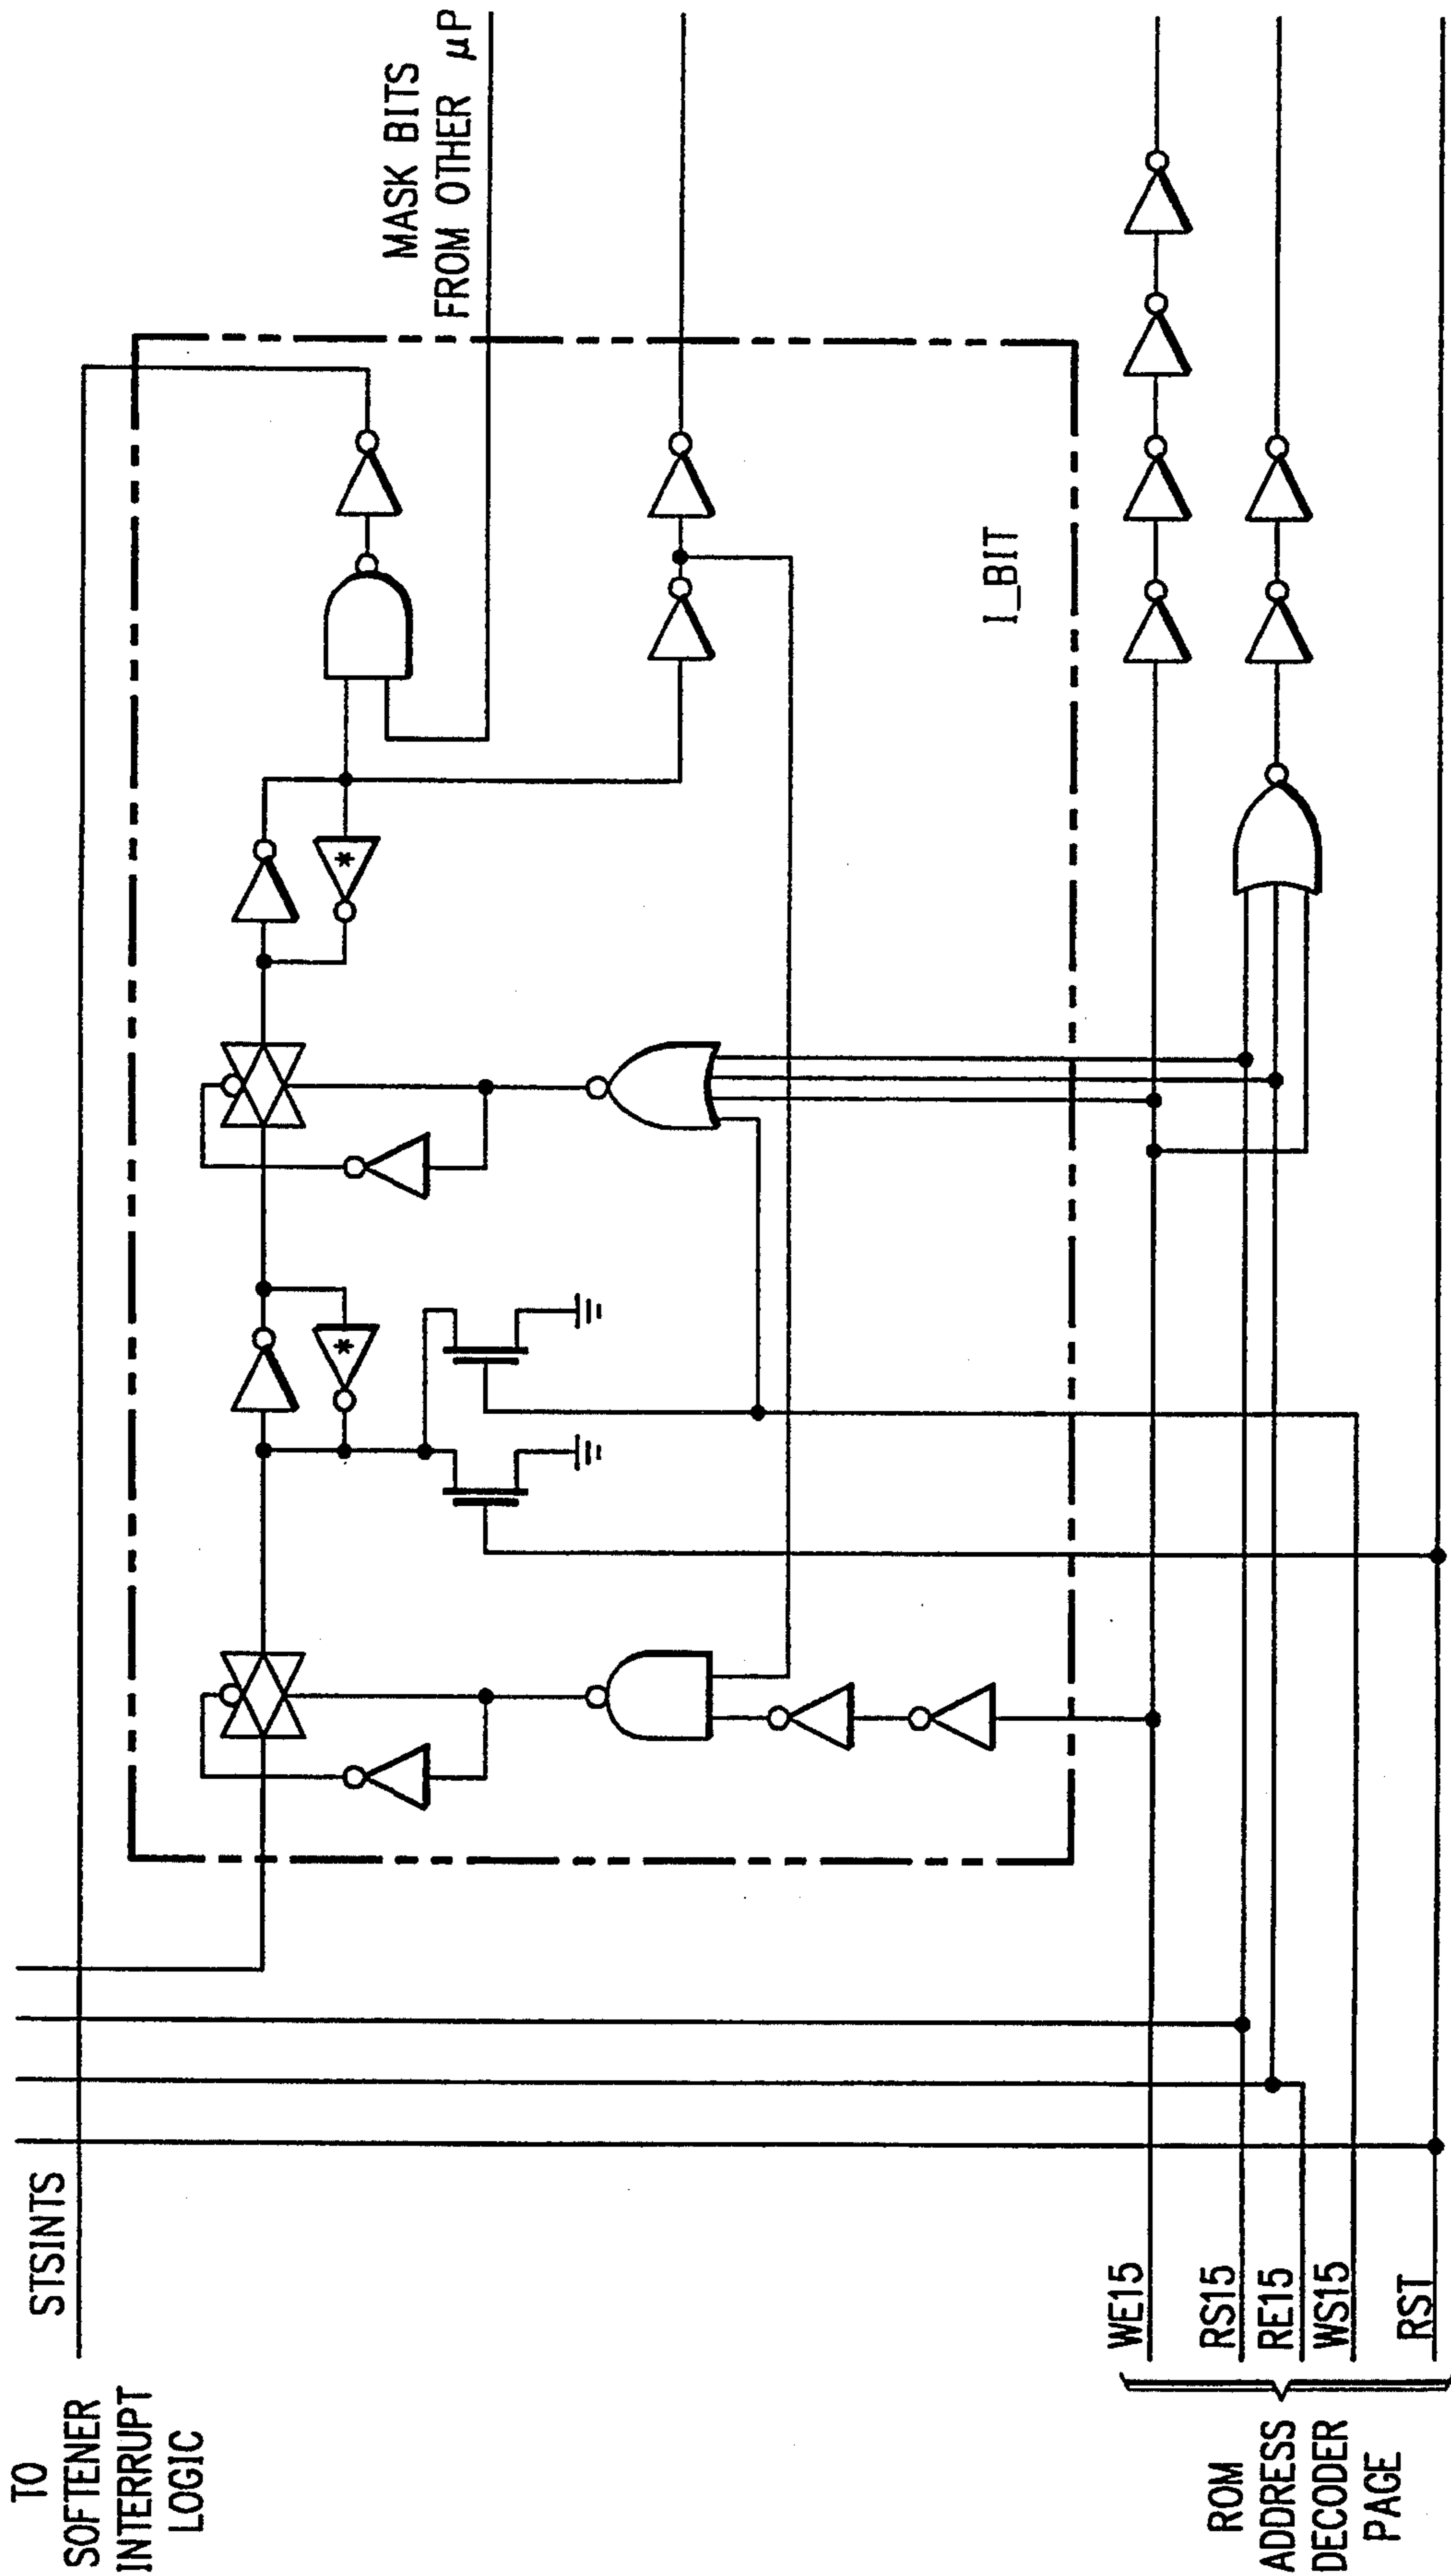 TO
SOFTENER
INTERRUPT
LOGIC
STSINTS
MASK BITS
FROM OTHER µP
I_BIT
WE15
RS15
RE15
WS15
RST
ROM
ADDRESS
DECODER
PAGE
*
*